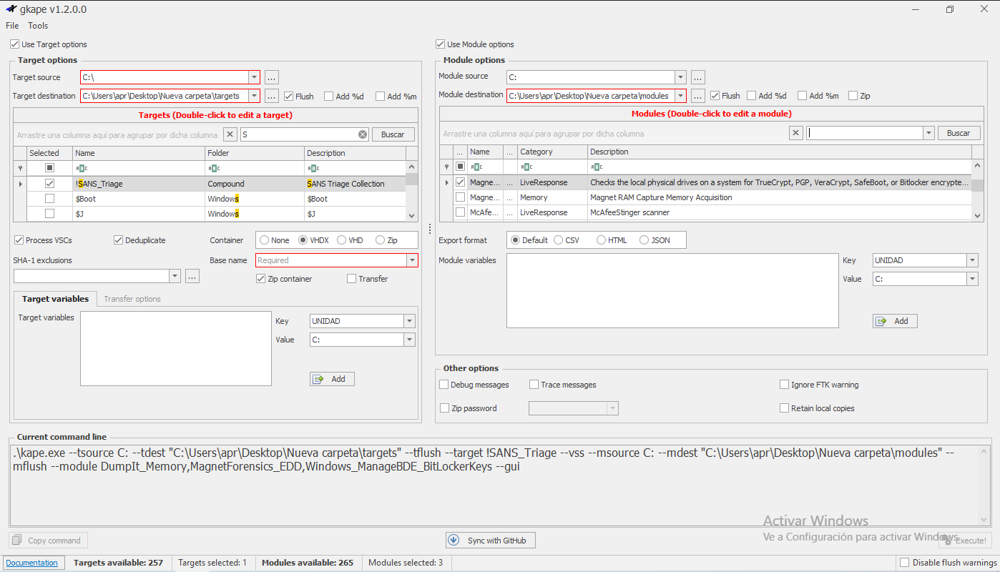 gkape v1.2.0.0
File Tools
Use Target options
Target options
Target source C:\ ...
Target destination C:\Users\apr\Desktop\Nueva carpeta\targets ... Flush Add %d Add %m
Targets (Double-click to edit a target)
Arrastre una columna aquí para agrupar por dicha columna S Buscar
Selected Name Folder Description
ABC ABC ABC
!SANS_Triage Compound SANS Triage Collection
$Boot Windows $Boot
$J Windows $J
Process VSCs Deduplicate Container None VHDX VHD Zip
SHA-1 exclusions Base name Required
... Zip container Transfer
Target variables Transfer options
Target variables Key UNIDAD
Value C:
Add
Use Module options
Module options
Module source C: ...
Module destination C:\Users\apr\Desktop\Nueva carpeta\modules ... Flush Add %d Add %m Zip
Modules (Double-click to edit a module)
Arrastre una columna aquí para agrupar por dicha columna Buscar
... Name ... Category Description
ABC ABC ABC
Magne... ... LiveResponse Checks the local physical drives on a system for TrueCrypt, PGP, VeraCrypt, SafeBoot, or Bitlocker encrypte...
Magne... ... Memory Magnet RAM Capture Memory Acquisition
McAfee... ... LiveResponse McAfeeStinger scanner
Export format Default CSV HTML JSON
Module variables Key UNIDAD
Value C:
Add
Other options
Debug messages Trace messages Ignore FTK warning
Zip password Retain local copies
Current command line
.\kape.exe --tsource C: --tdest "C:\Users\apr\Desktop\Nueva carpeta\targets" --tflush --target !SANS_Triage --vss --msource C: --mdest "C:\Users\apr\Desktop\Nueva carpeta\modules" --
mflush --module DumpIt_Memory,MagnetForensics_EDD,Windows_ManageBDE_BitLockerKeys --gui
Activar Windows
Ve a Configuración para activar Windows.
Copy command Sync with GitHub Execute!
Documentation Targets available: 257 Targets selected: 1 Modules available: 265 Modules selected: 3 Disable flush warnings